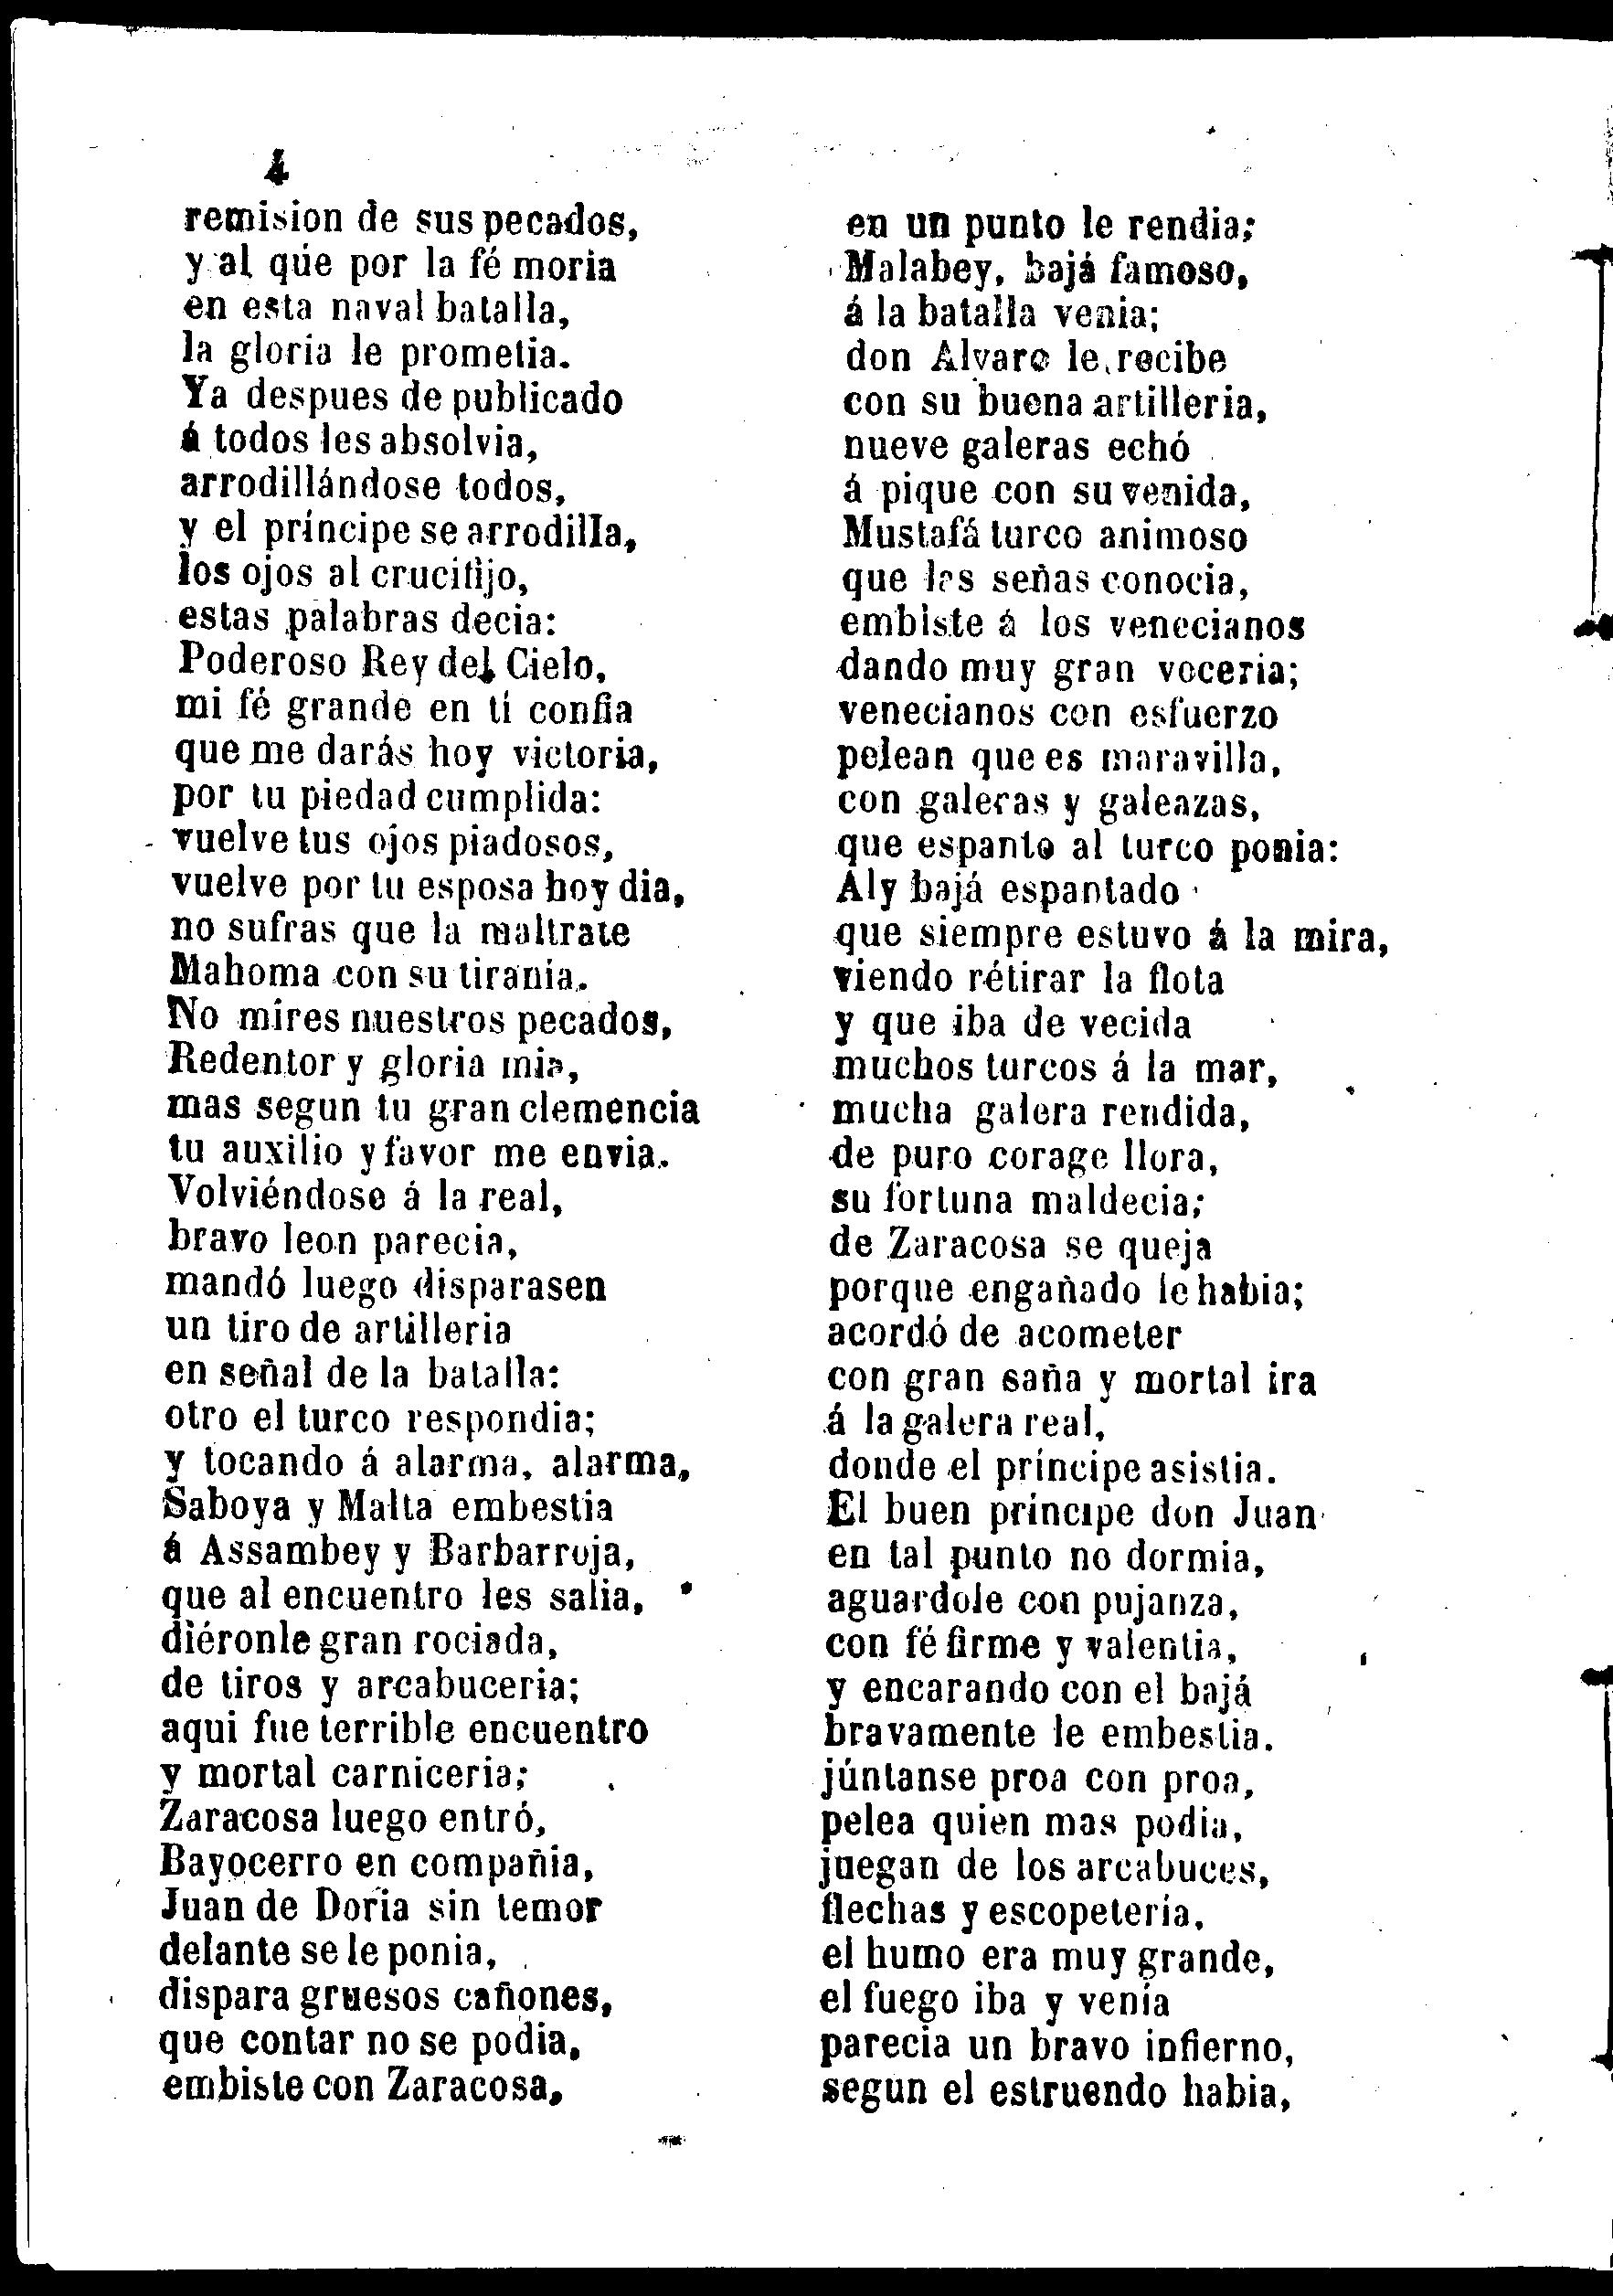 4
remision de sus pecados,
y al que por la fé moria
en esta naval batalla,
la gloria le prometia.
Ya despues de publicado
á todos les absolvia,
arrodillándose todos,
y el príncipe se arrodilla,
los ojos al crucifijo,
estas palabras decia:
Poderoso Rey del Cielo,
mi fé grande en tí confia
que me darás hoy victoria,
por tu piedad cumplida:
vuelve tus ojos piadosos,
vuelve por tu esposa hoy dia,
no sufras que la maltrate
Mahoma con su tiranía.
No mires nuestros pecados,
Redentor y gloria mia,
mas segun tu gran clemencia
tu auxilio y favor me envia.
Volviéndose á la real,
bravo leon parecia,
mandó luego disparasen
un tiro de artilleria
en señal de la batalla:
otro el turco respondia;
y tocando á alarma, alarma,
Saboya y Malta embestia
á Assambey y Barbarroja,
que al encuentro les salia,
diéronle gran rociada,
de tiros y arcabuceria;
aqui fue terrible encuentro
y mortal carniceria;
Zaracosa luego entró,
Bayocerro en compañia,
Juan de Doria sin temor
delante se le ponia,
dispara gruesos cañones,
que contar no se podia,
embiste con Zaracosa,
en un punto le rendia;
Malabey, bajá famoso,
á la batalla venia;
don Alvaro le recibe
con su buena artilleria,
nueve galeras echó
á pique con su venida,
Mustafá turco animoso
que las señas conocia,
embiste á los venecianos
dando muy gran voceria;
venecianos con esfuerzo
pelean que es maravilla,
con galeras y galeazas,
que espanto al turco ponia:
Aly bajá espantado
que siempre estuvo á la mira,
viendo rétirar la flota
y que iba de vecida
muchos turcos á la mar,
mucha galera rendida,
de puro corage llora,
su fortuna maldecia;
de Zaracosa se queja
porque engañado le habia;
acordó de acometer
con gran saña y mortal ira
á la galera real,
donde el príncipe asistia.
El buen príncipe don Juan
en tal punto no dormia,
aguardole con pujanza,
con fé firme y valentia,
y encarando con el bajá
bravamente le embestia.
júntanse proa con proa,
pelea quien mas podia,
juegan de los arcabuces,
flechas y escopetería,
el humo era muy grande,
el fuego iba y venía
parecia un bravo infierno,
segun el estruendo habia,